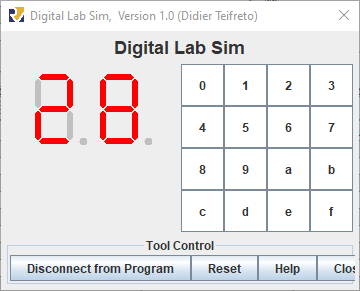 Digital Lab Sim, Version 1.0 (Didier Teifreto)
Digital Lab Sim
28
0 1 2 3
4 5 6 7
8 9 a b
c d e f
Tool Control
Disconnect from Program Reset Help Clos